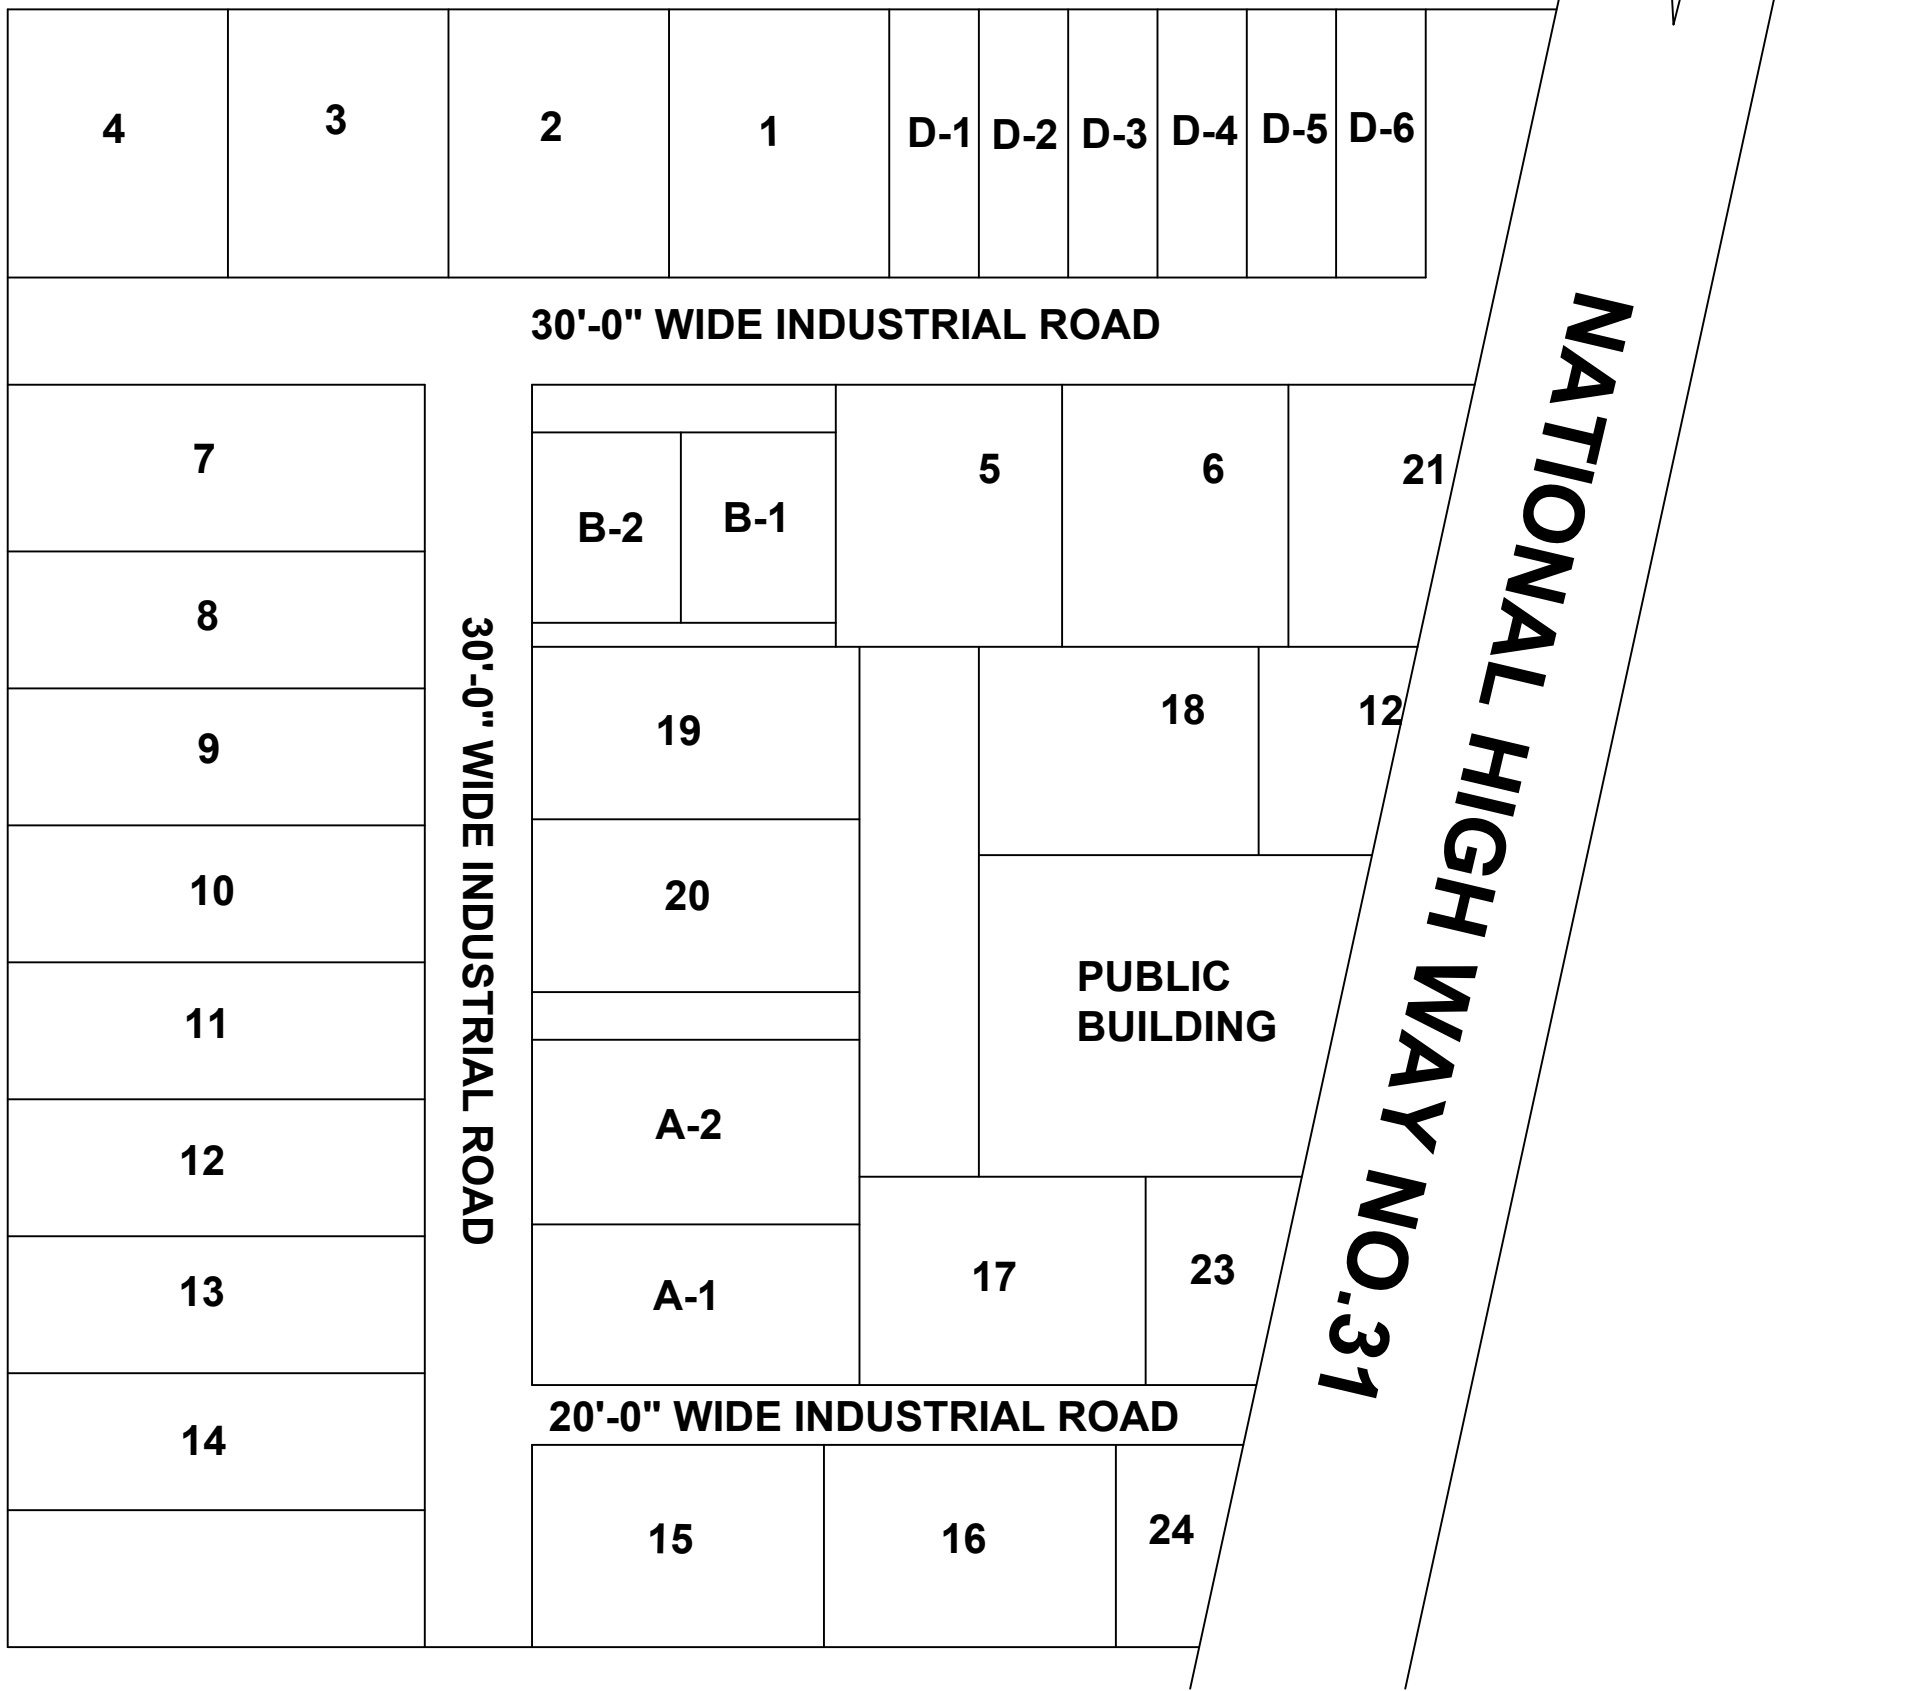 4
3
2
1
D-1
D-2
D-3
D-4
D-5
D-6
30'-0" WIDE INDUSTRIAL ROAD
NATIONAL HIGH WAY NO.31
7
8
9
10
11
12
13
14
30'-0" WIDE INDUSTRIAL ROAD
B-2
B-1
5
6
21
19
18
12
20
PUBLIC
BUILDING
A-2
A-1
17
23
20'-0" WIDE INDUSTRIAL ROAD
15
16
24